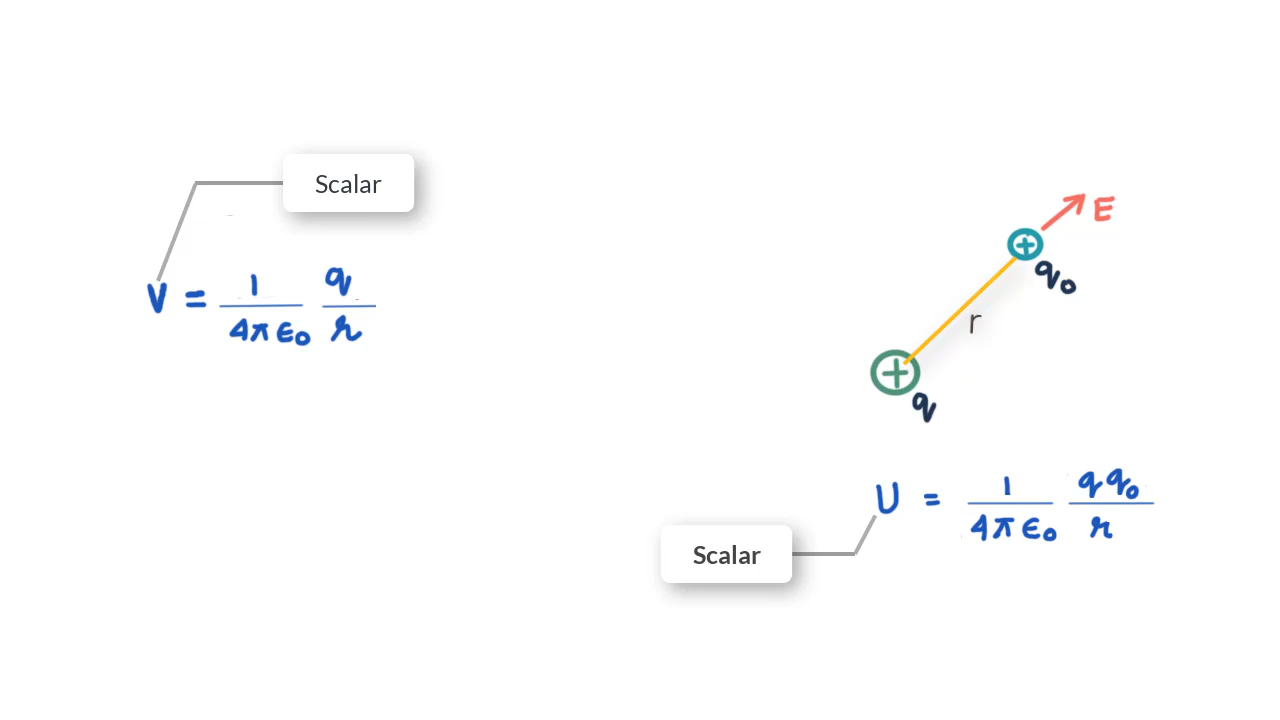 Scalar
V = 1/4πϵ₀ q/r
E
q₀
r
q
U = 1/4πϵ₀ qq₀/r
Scalar